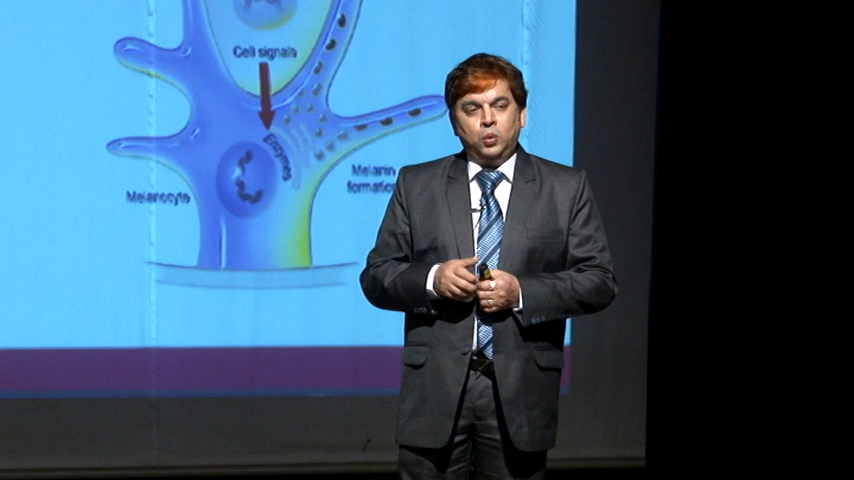 Cell signals
Enzymes
Melanocyte
Melanin
formation